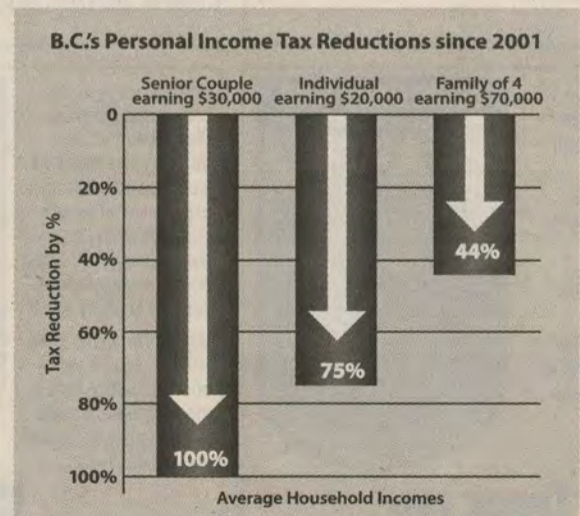 B.C.'s Personal Income Tax Reductions since 2001
Senior Couple
earning $30,000
Individual
earning $20,000
Family of 4
earning $70,000
Tax Reduction by %
0
20%
40%
60%
80%
100%
100%
75%
44%
Average Household Incomes